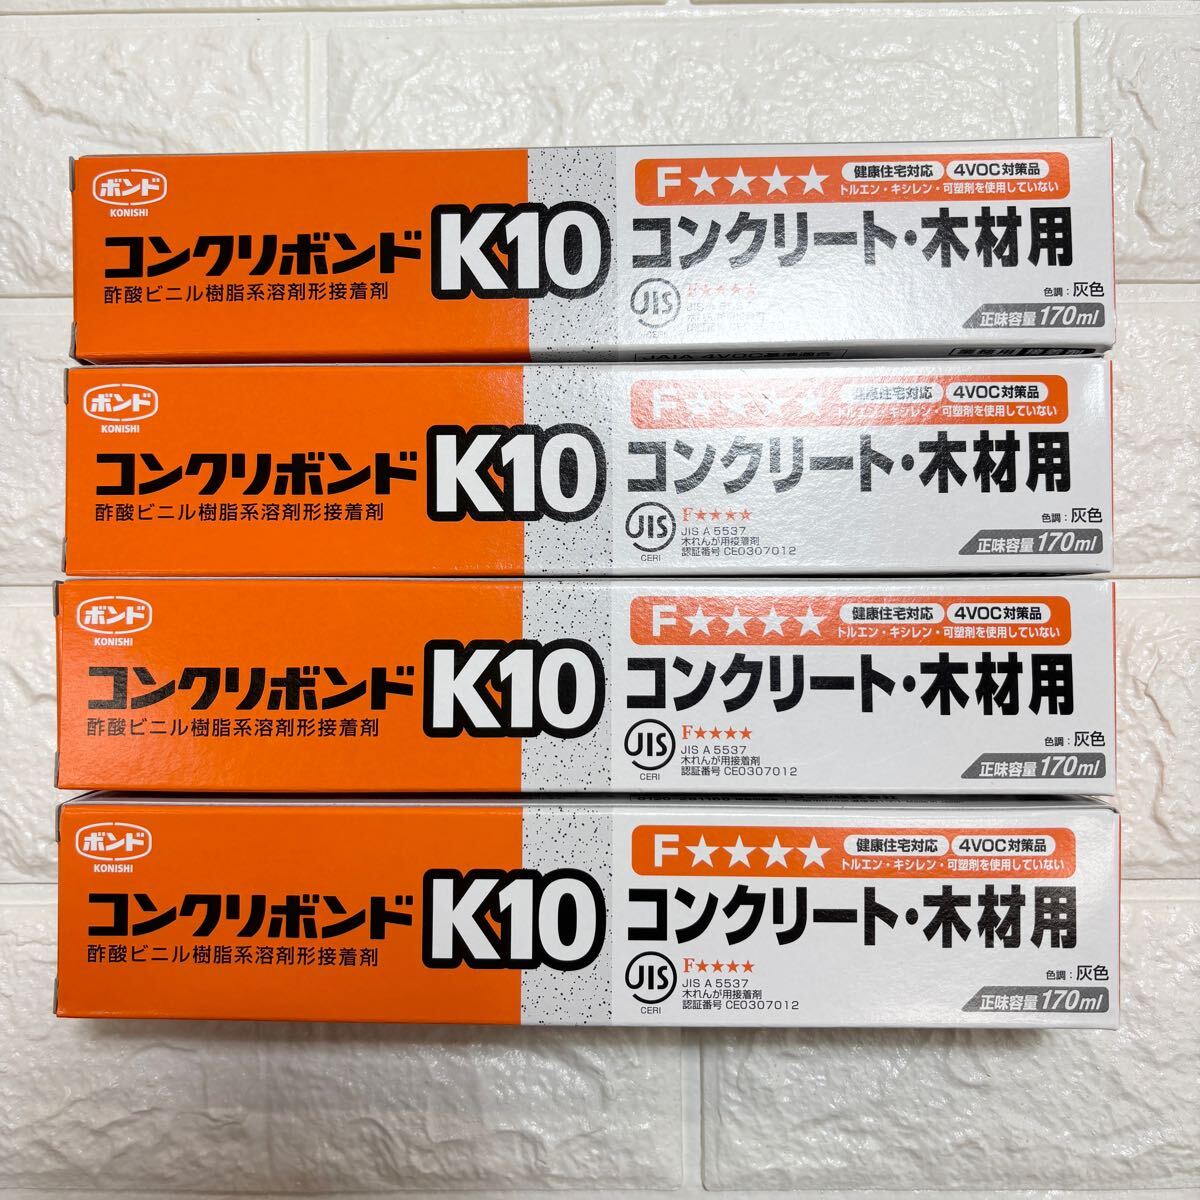 ボンド
KONISHI
コンクリボンド
K10
酢酸ビニル樹脂系溶剤形接着剤
F★★★★
健康住宅対応
4VOC対策品
トルエン・キシレン・可塑剤を使用していない
コンクリート・木材用
JIS
CERI
F★★★★
色調:灰色
正味容量170ml
JAIA 4VOC基準適合
ボンド
KONISHI
コンクリボンド
K10
酢酸ビニル樹脂系溶剤形接着剤
F★★★★
健康住宅対応
4VOC対策品
トルエン・キシレン・可塑剤を使用していない
コンクリート・木材用
JIS
CERI
F★★★★
JIS A 5537
木れんが用接着剤
認証番号 CE0307012
色調:灰色
正味容量170ml
ボンド
KONISHI
コンクリボンド
K10
酢酸ビニル樹脂系溶剤形接着剤
F★★★★
健康住宅対応
4VOC対策品
トルエン・キシレン・可塑剤を使用していない
コンクリート・木材用
JIS
CERI
F★★★★
JIS A 5537
木れんが用接着剤
認証番号 CE0307012
色調:灰色
正味容量170ml
ボンド
KONISHI
コンクリボンド
K10
酢酸ビニル樹脂系溶剤形接着剤
F★★★★
健康住宅対応
4VOC対策品
トルエン・キシレン・可塑剤を使用していない
コンクリート・木材用
JIS
CERI
F★★★★
JIS A 5537
木れんが用接着剤
認証番号 CE0307012
色調:灰色
正味容量170ml